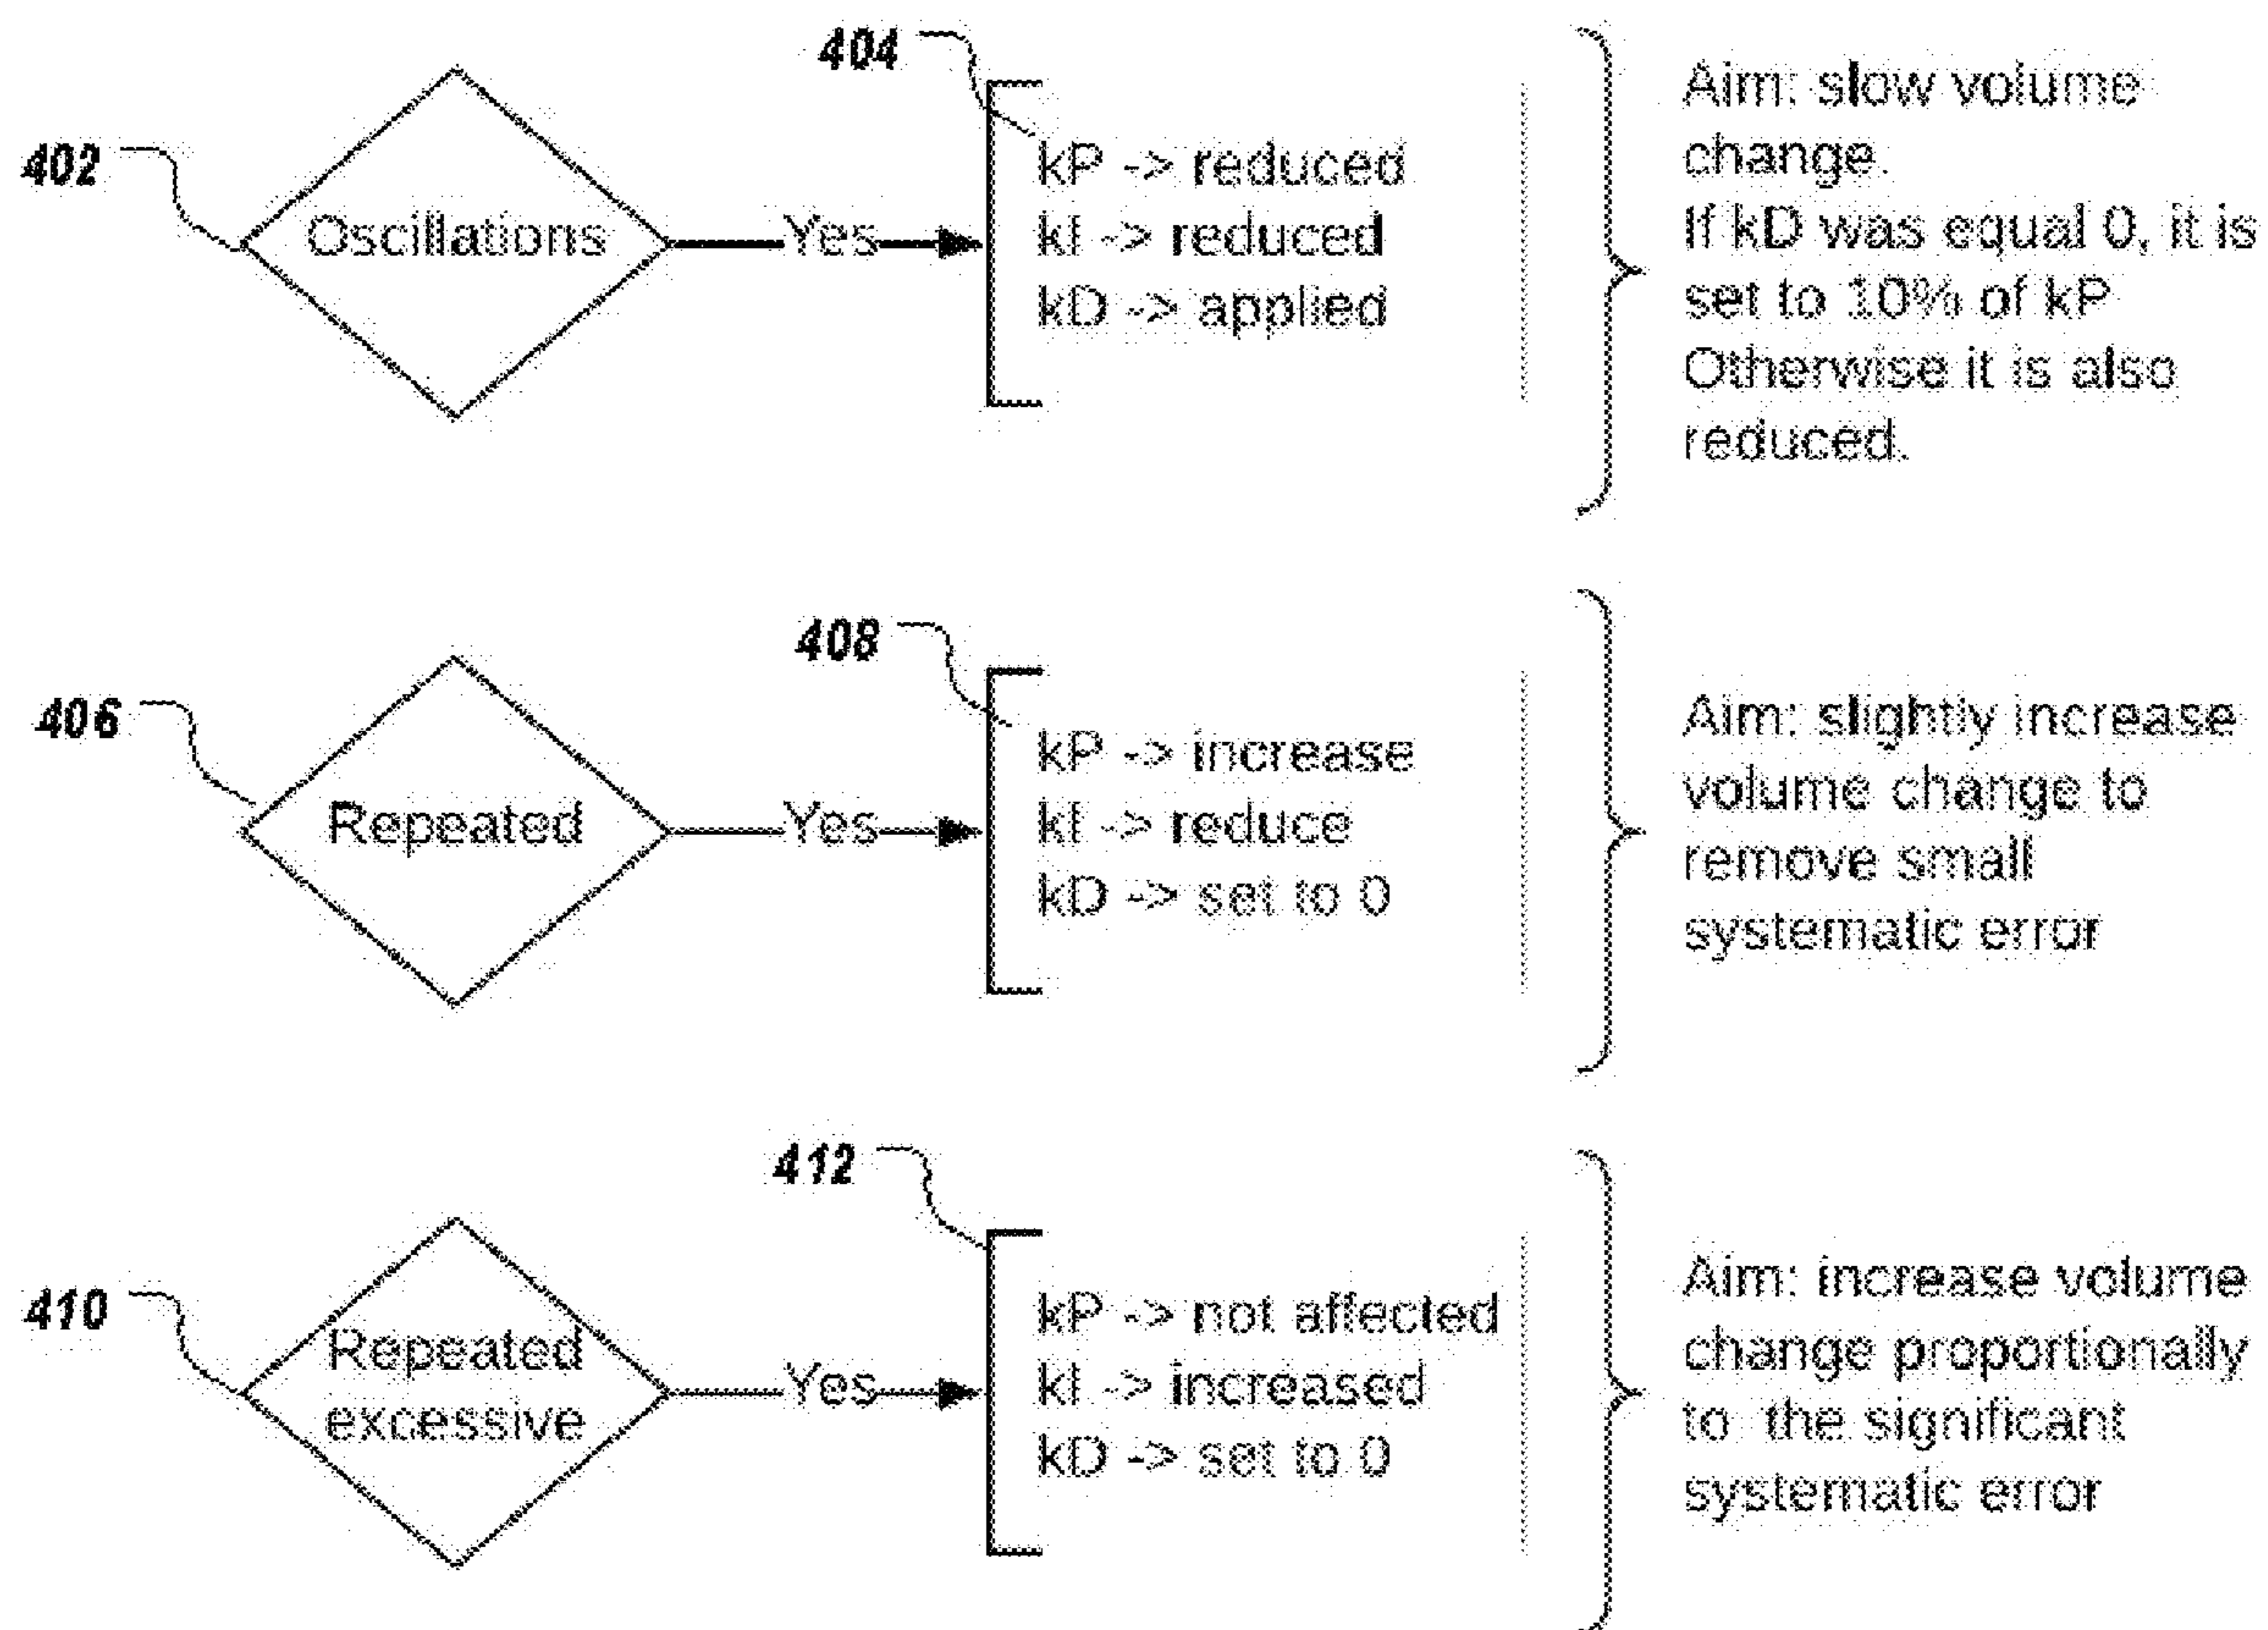 404
402
Oscillations
Yes
kP -> reduced
kI -> reduced
kD -> applied
Aim: slow volume
change.
If kD was equal 0, it is
set to 10% of kP
Otherwise it is also
reduced.
408
406
Repeated
Yes
kP -> increase
kI -> reduce
kD -> set to 0
Aim: slightly increase
volume change to
remove small
systematic error
412
410
Repeated
excessive
Yes
kP -> not affected
kI -> increased
kD -> set to 0
Aim: increase volume
change proportionally
to the significant
systematic error